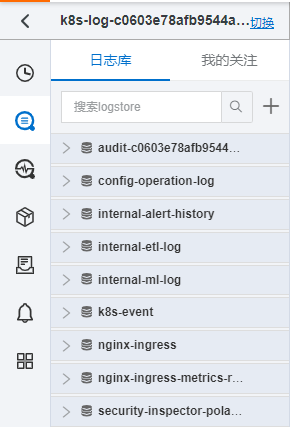 k8s-log-c0603e78afb9544a...切换
日志库 我的关注
搜索logstore
audit-c0603e78afb9544...
config-operation-log
internal-alert-history
internal-etl-log
internal-ml-log
k8s-event
nginx-ingress
nginx-ingress-metrics-r...
security-inspector-pola...